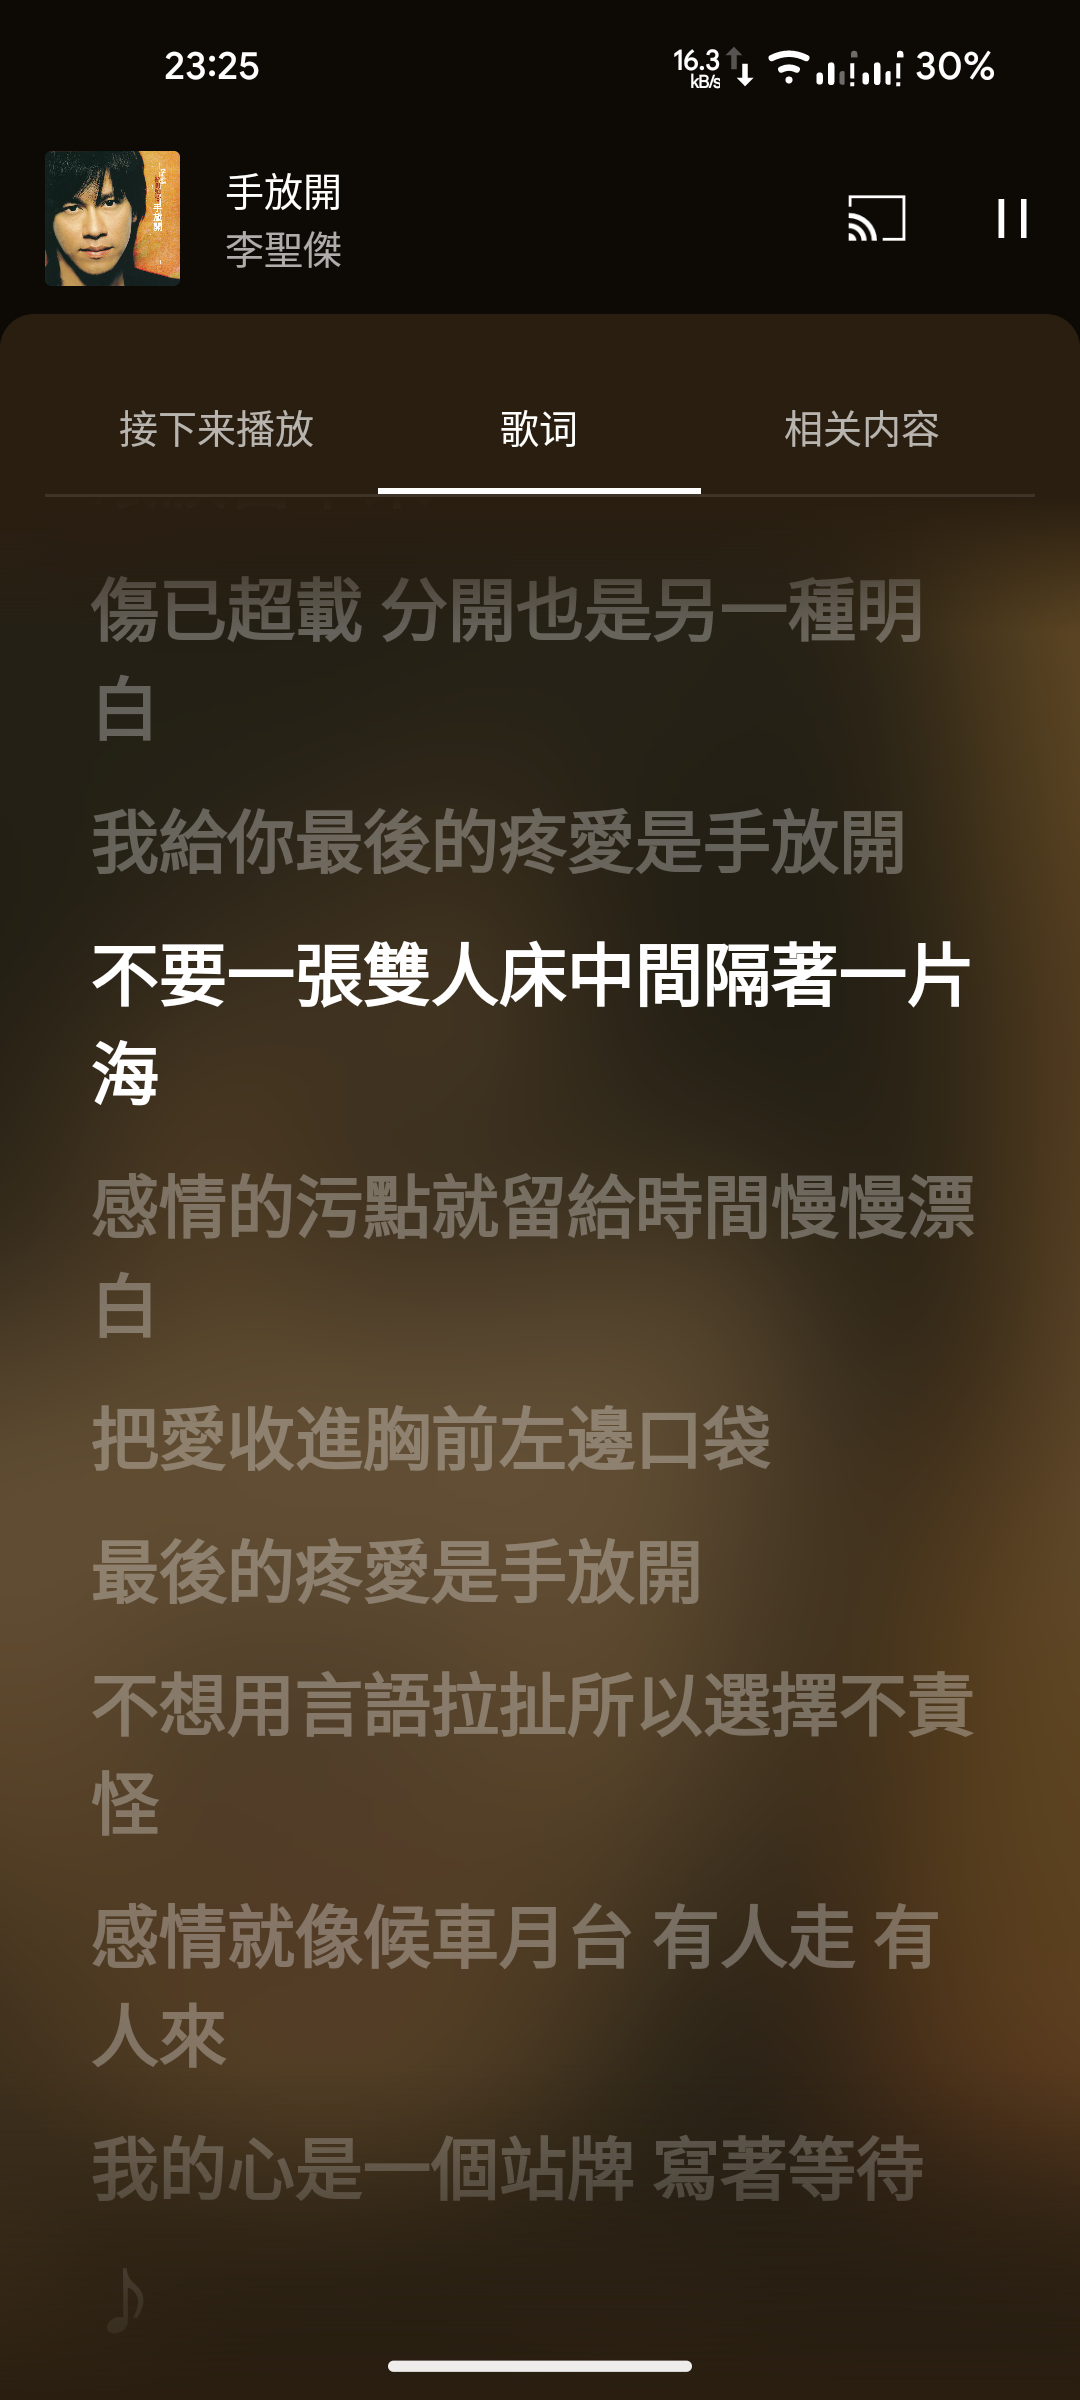 23:25
16.3
kB/s
30%
手放開
李聖傑
手放開
接下来播放
歌词
相关内容
傷已超載 分開也是另一種明
白
我給你最後的疼愛是手放開
不要一張雙人床中間隔著一片
海
感情的污點就留給時間慢慢漂
白
把愛收進胸前左邊口袋
最後的疼愛是手放開
不想用言語拉扯所以選擇不責
怪
感情就像候車月台 有人走 有
人來
我的心是一個站牌 寫著等待
♪